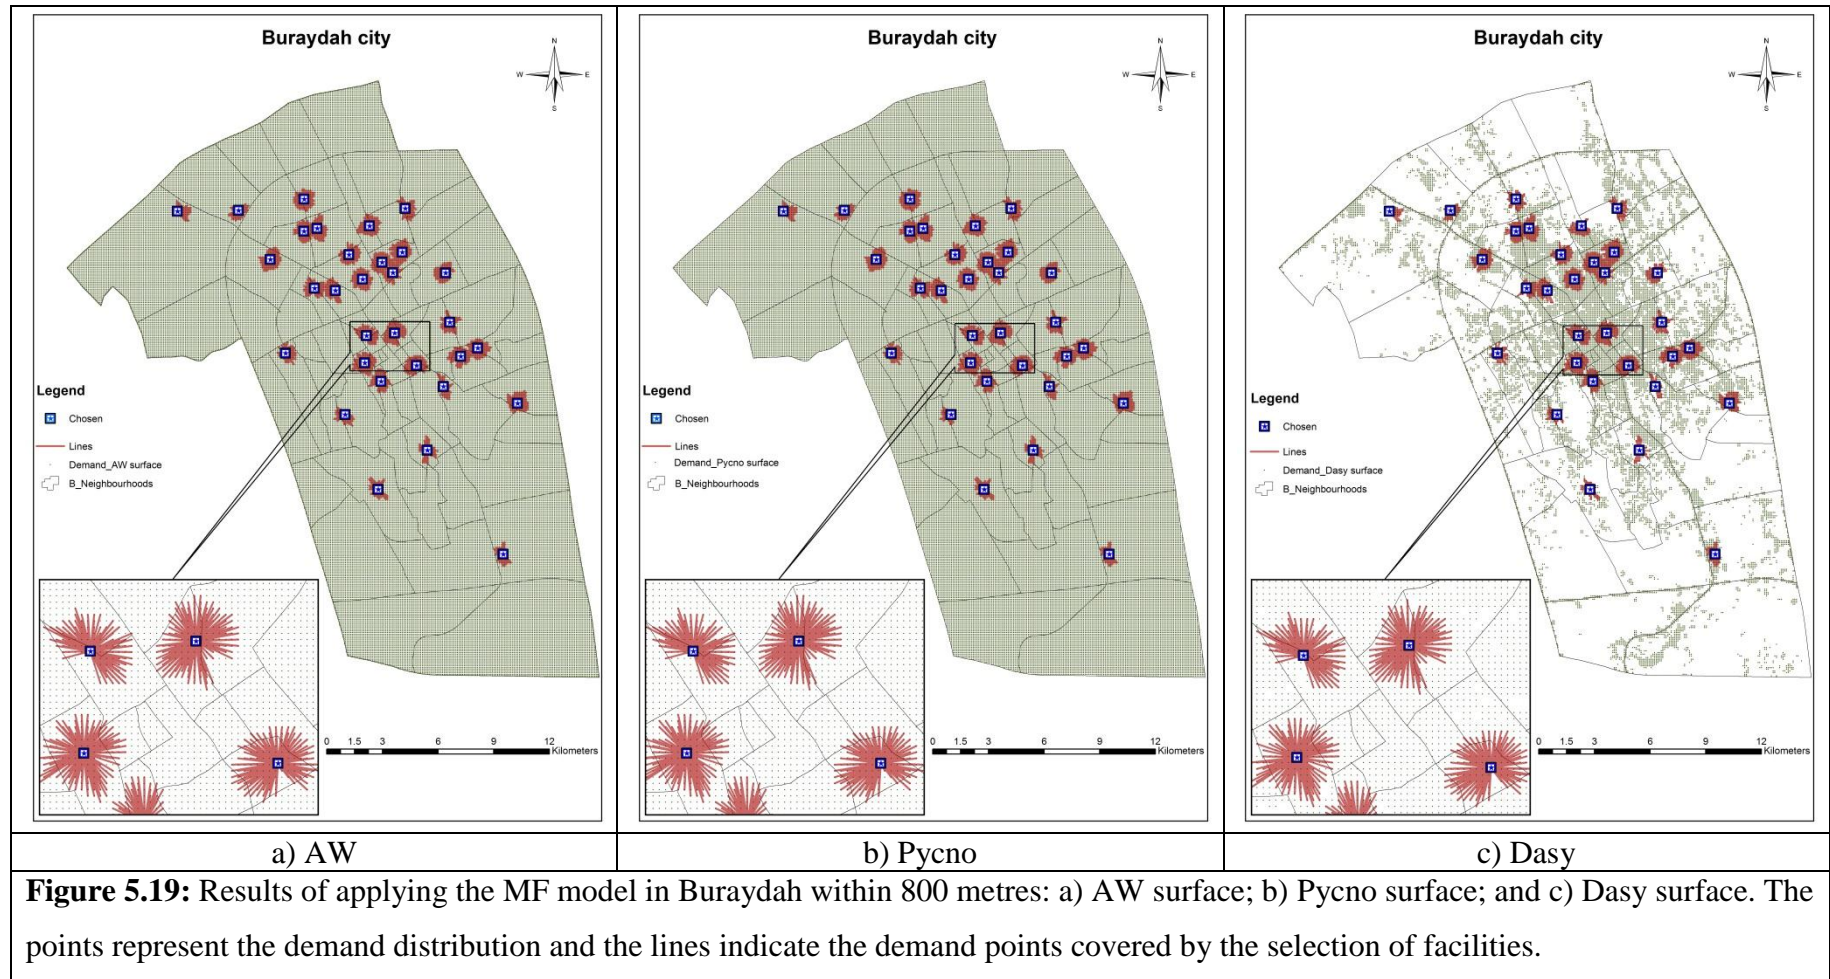 Buraydah city
N
W E
S
Legend
Chosen
Lines
Demand_AW surface
B_Neighbourhoods
0 1.5 3 6 9 12
Kilometers
Buraydah city
N
W E
S
Legend
Chosen
Lines
Demand_Pycno surface
B_Neighbourhoods
0 1.5 3 6 9 12
Kilometers
Buraydah city
N
W E
S
Legend
Chosen
Lines
Demand_Dasy surface
B_Neighbourhoods
0 1.5 3 6 9 12
Kilometers
a) AW
b) Pycno
c) Dasy
Figure 5.19: Results of applying the MF model in Buraydah within 800 metres: a) AW surface; b) Pycno surface; and c) Dasy surface. The
points represent the demand distribution and the lines indicate the demand points covered by the selection of facilities.